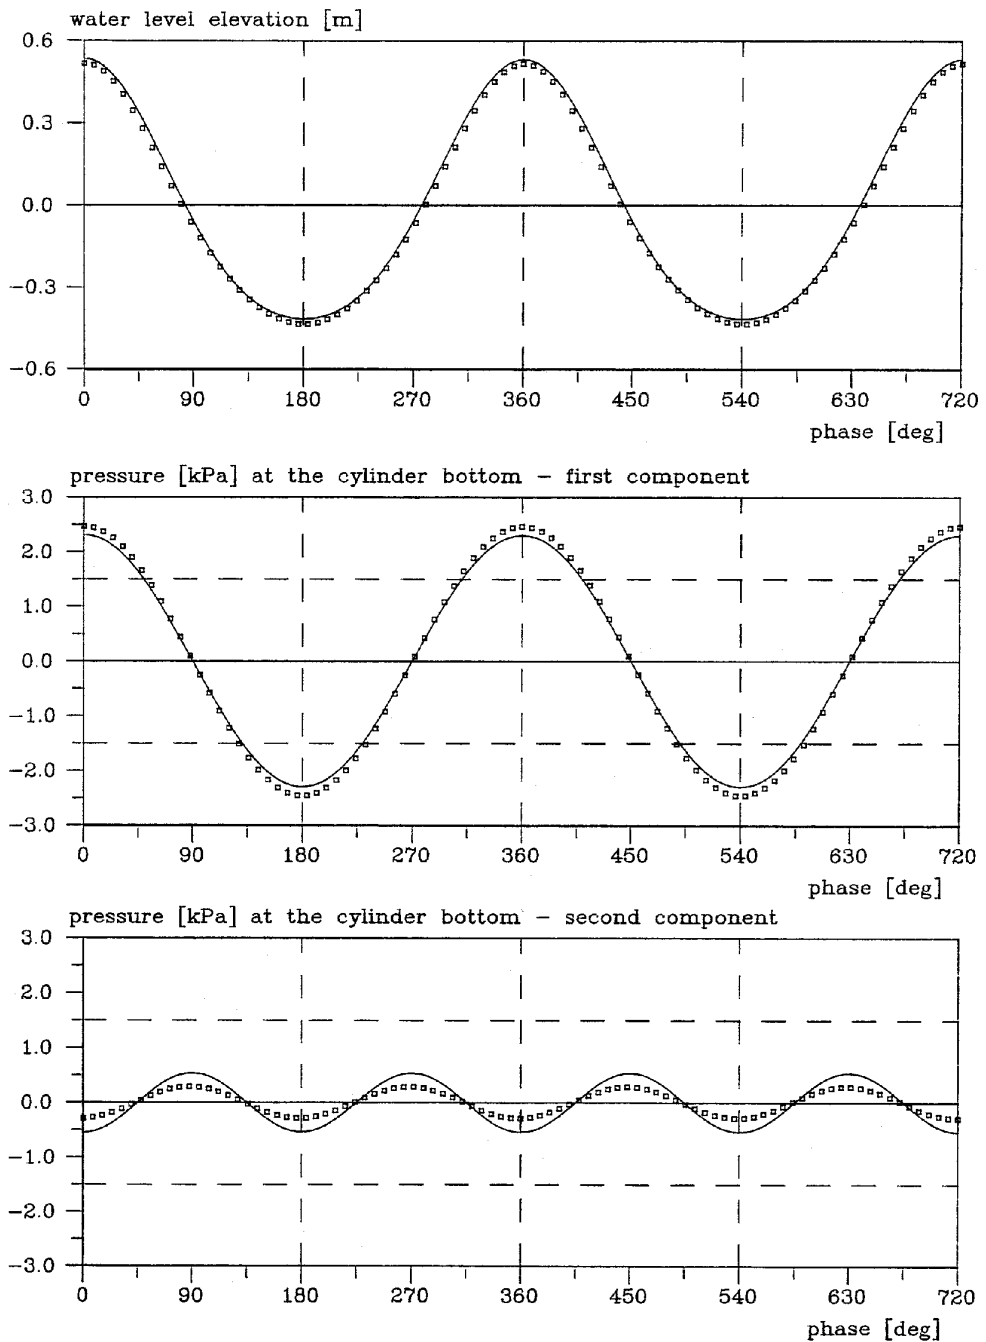 water level elevation [m]
0.6
0.3
0.0
−0.3
−0.6
0 90 180 270 360 450 540 630 720
phase [deg]
pressure [kPa] at the cylinder bottom − first component
3.0
2.0
1.0
0.0
−1.0
−2.0
−3.0
0 90 180 270 360 450 540 630 720
phase [deg]
pressure [kPa] at the cylinder bottom − second component
3.0
2.0
1.0
0.0
−1.0
−2.0
−3.0
0 90 180 270 360 450 540 630 720
phase [deg]